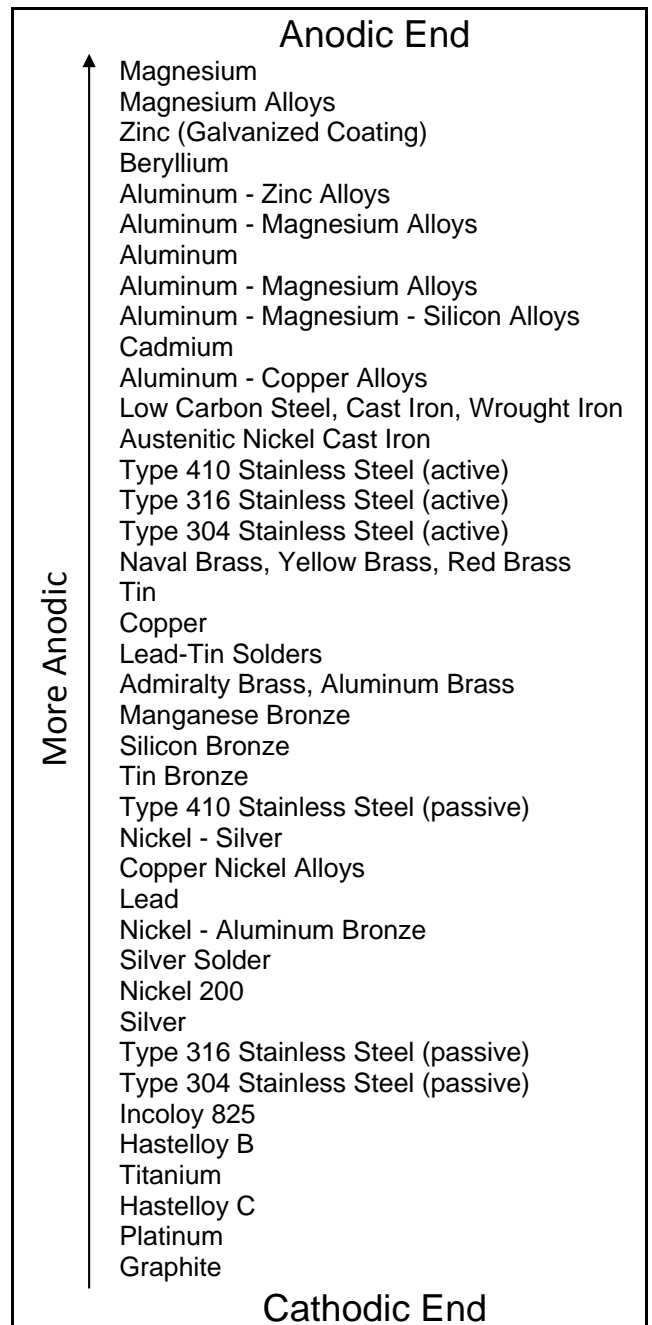 Anodic End
Magnesium
Magnesium Alloys
Zinc (Galvanized Coating)
Beryllium
Aluminum - Zinc Alloys
Aluminum - Magnesium Alloys
Aluminum
Aluminum - Magnesium Alloys
Aluminum - Magnesium - Silicon Alloys
Cadmium
Aluminum - Copper Alloys
Low Carbon Steel, Cast Iron, Wrought Iron
Austenitic Nickel Cast Iron
Type 410 Stainless Steel (active)
Type 316 Stainless Steel (active)
Type 304 Stainless Steel (active)
Naval Brass, Yellow Brass, Red Brass
Tin
Copper
Lead-Tin Solders
Admiralty Brass, Aluminum Brass
Manganese Bronze
Silicon Bronze
Tin Bronze
Type 410 Stainless Steel (passive)
Nickel - Silver
Copper Nickel Alloys
Lead
Nickel - Aluminum Bronze
Silver Solder
Nickel 200
Silver
Type 316 Stainless Steel (passive)
Type 304 Stainless Steel (passive)
Incoloy 825
Hastelloy B
Titanium
Hastelloy C
Platinum
Graphite
Cathodic End
More Anodic